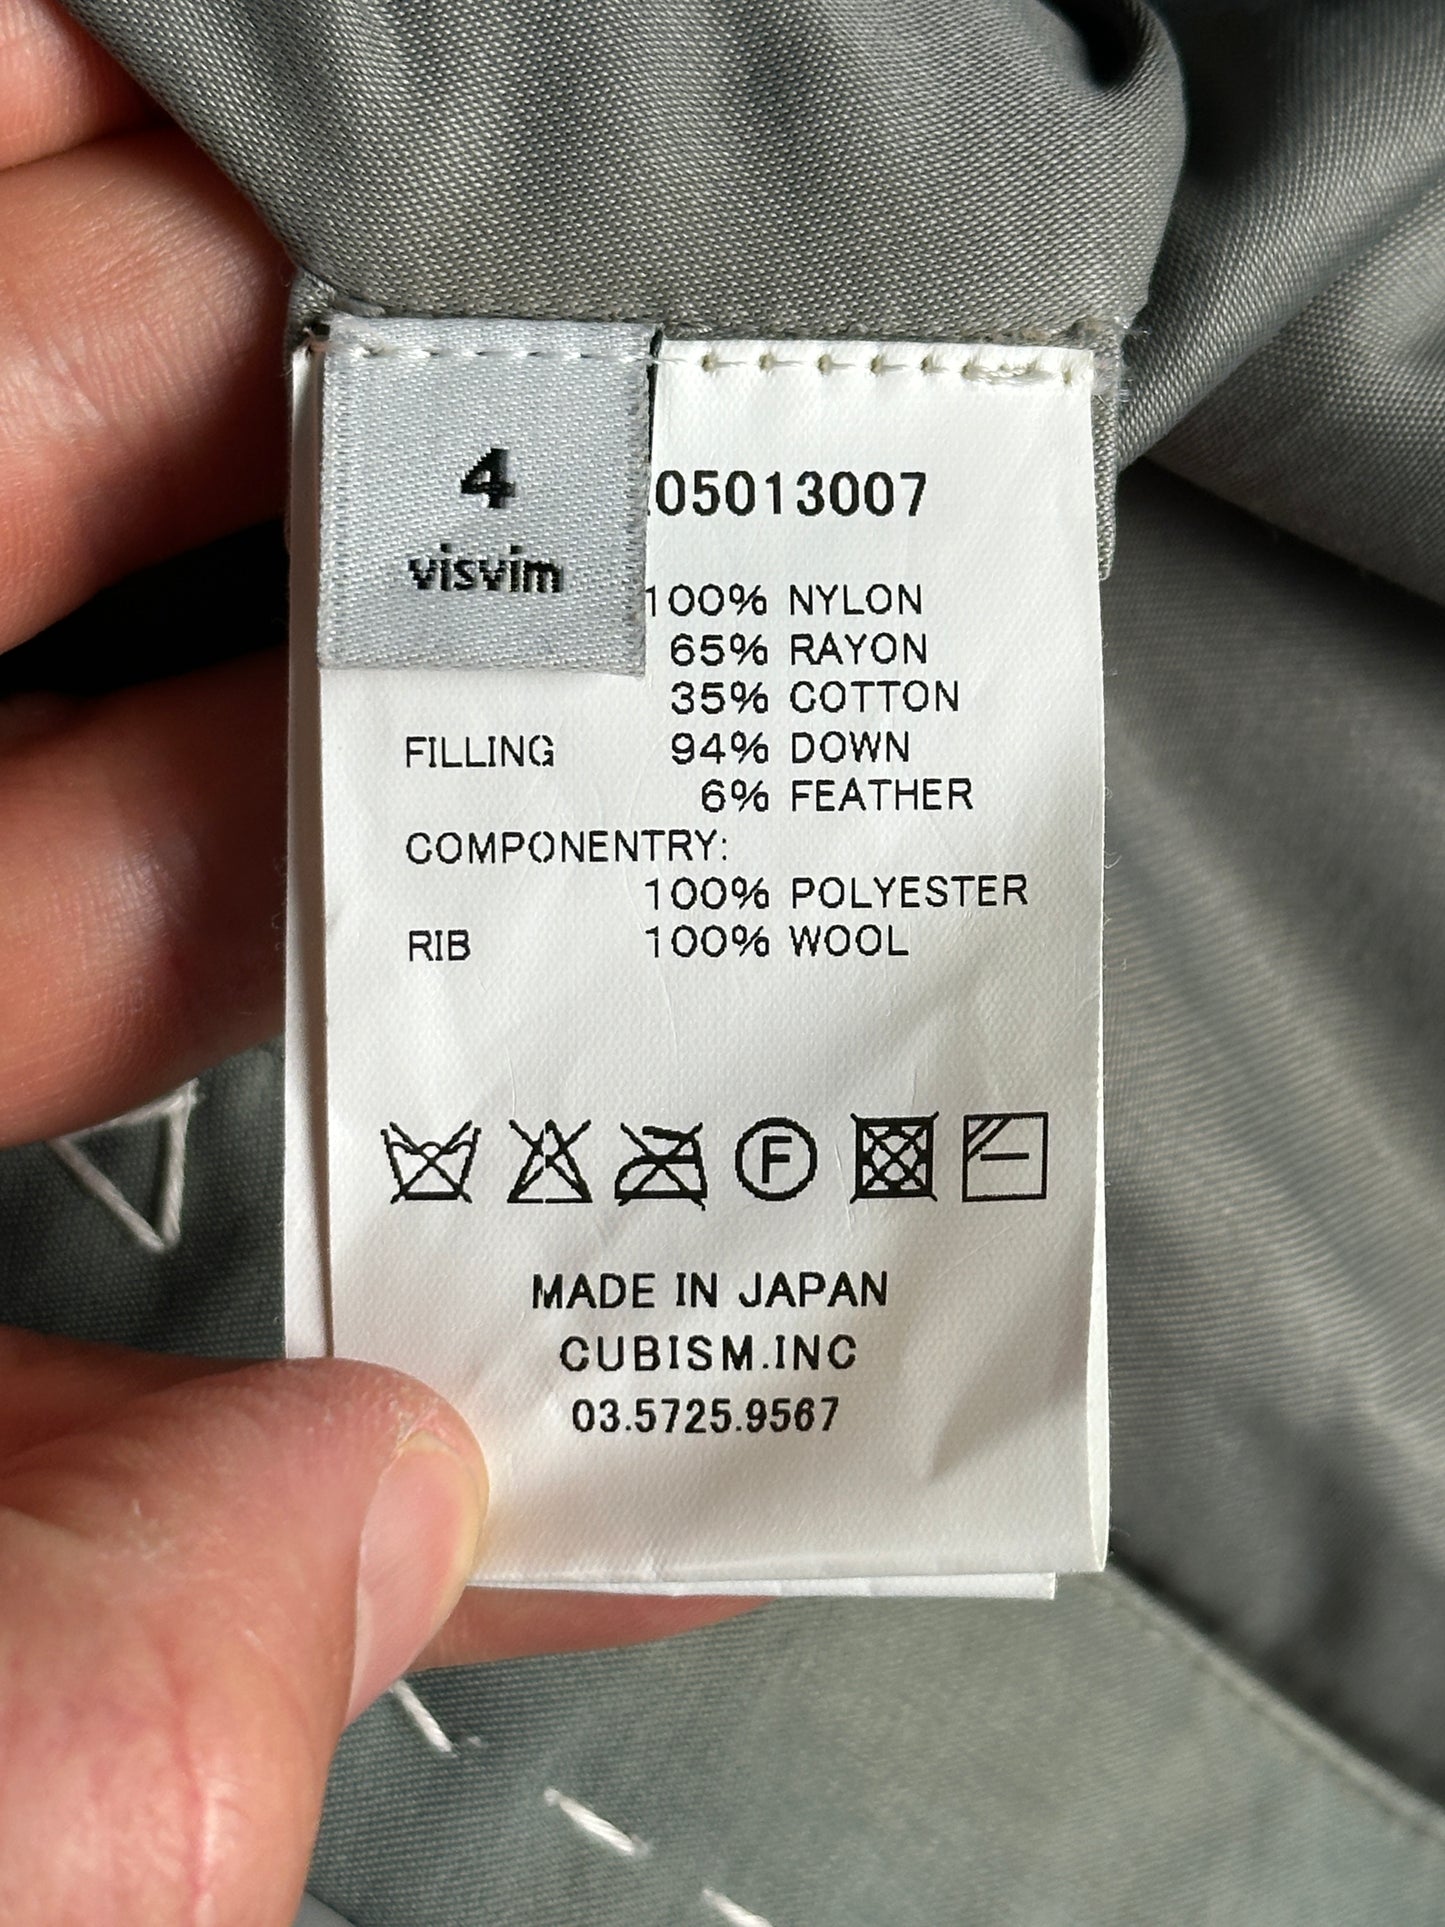 4
visvim
05013007
100% NYLON
65% RAYON
35% COTTON
FILLING 94% DOWN
6% FEATHER
COMPONENTRY:
100% POLYESTER
RIB 100% WOOL
F
MADE IN JAPAN
CUBISM.INC
03.5725.9567